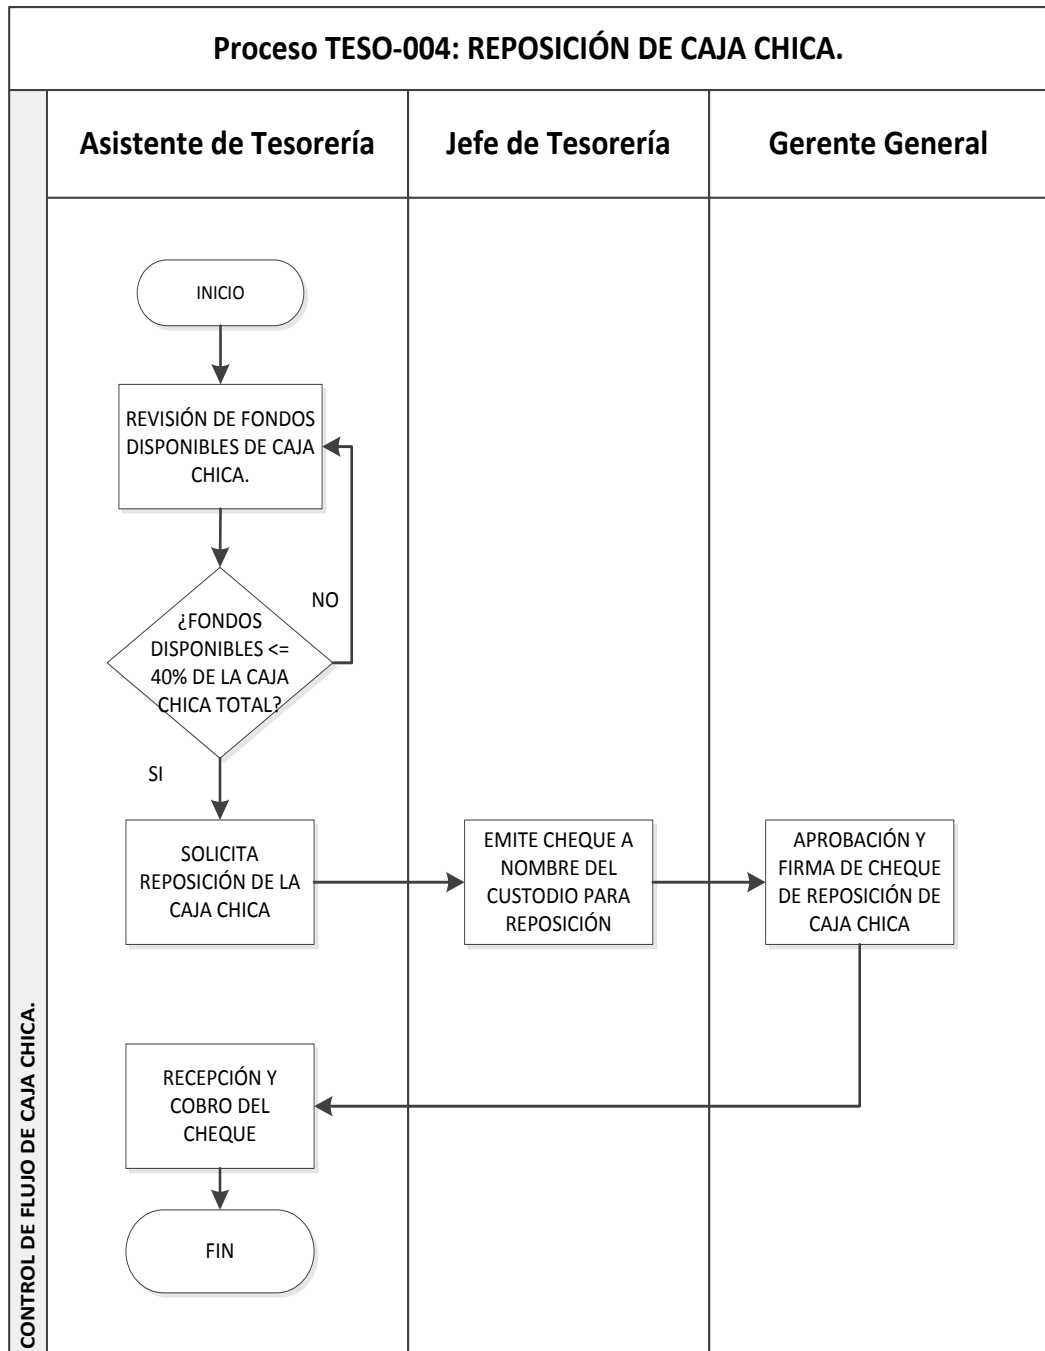 Proceso TESO-004: REPOSICIÓN DE CAJA CHICA.
Asistente de Tesorería
Jefe de Tesorería
Gerente General
INICIO
REVISIÓN DE FONDOS
DISPONIBLES DE CAJA
CHICA.
NO
¿FONDOS
DISPONIBLES <=
40% DE LA CAJA
CHICA TOTAL?
SI
SOLICITA
REPOSICIÓN DE LA
CAJA CHICA
EMITE CHEQUE A
NOMBRE DEL
CUSTODIO PARA
REPOSICIÓN
APROBACIÓN Y
FIRMA DE CHEQUE
DE REPOSICIÓN DE
CAJA CHICA
RECEPCIÓN Y
COBRO DEL
CHEQUE
FIN
CONTROL DE FLUJO DE CAJA CHICA.